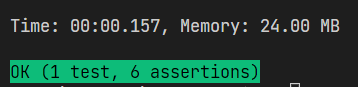 Time: 00:00.157, Memory: 24.00 MB
OK (1 test, 6 assertions)